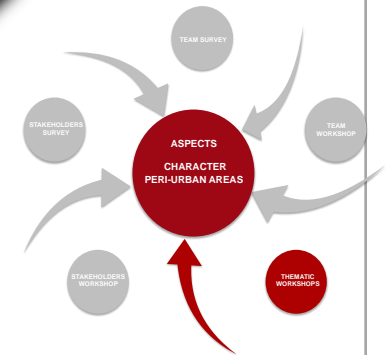 TEAM SURVEY
STAKEHOLDERS
SURVEY
TEAM
WORKSHOP
ASPECTS
CHARACTER
PERI-URBAN AREAS
STAKEHOLDERS
WORKSHOP
THEMATIC
WORKSHOPS